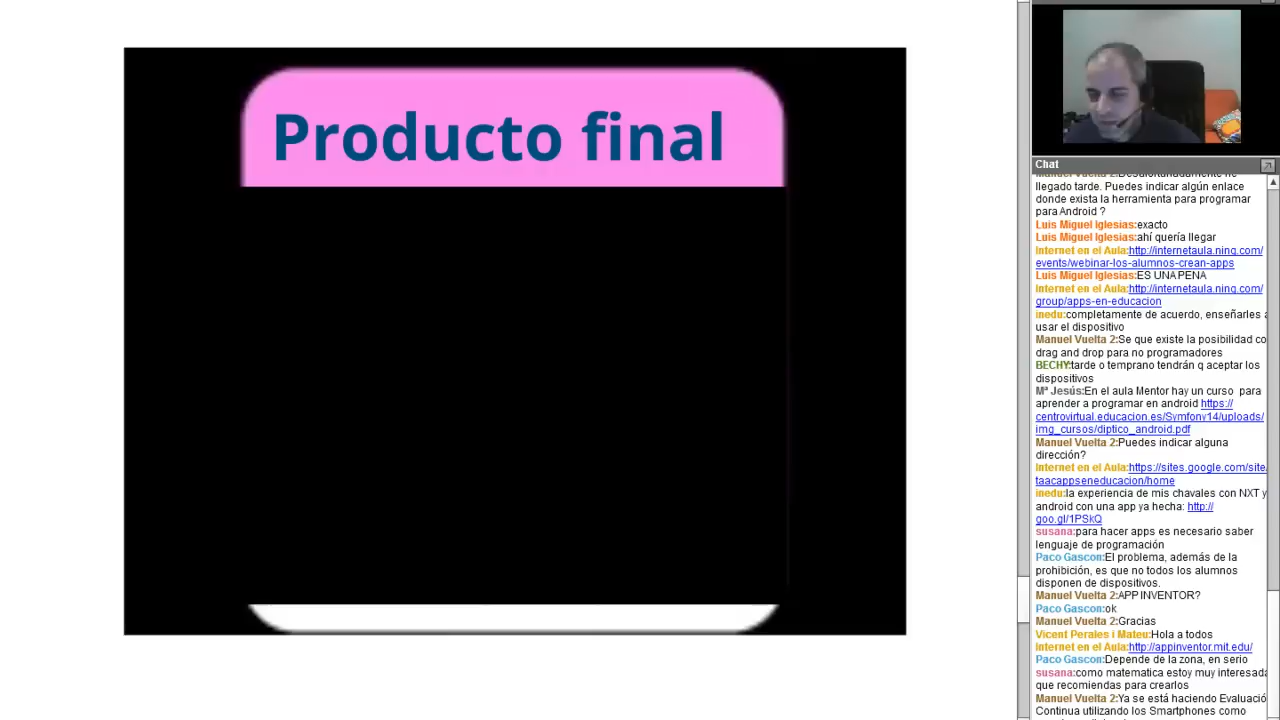 Producto final
Chat
Manuel Vuelta 2:Desafortunadamente he
llegado tarde. Puedes indicar algún enlace
donde exista la herramienta para programar
para Android ?
Luis Miguel Iglesias:exacto
Luis Miguel Iglesias:ahí quería llegar
Internet en el Aula:http://internetaula.ning.com/
events/webinar-los-alumnos-crean-apps
Luis Miguel Iglesias:ES UNA PENA
Internet en el Aula:http://internetaula.ning.com/
group/apps-en-educacion
inedu:completamente de acuerdo, enseñarles a
usar el dispositivo
Manuel Vuelta 2:Se que existe la posibilidad co
drag and drop para no programadores
BECHY:tarde o temprano tendrán q aceptar los
dispositivos
Mª Jesús:En el aula Mentor hay un curso para
aprender a programar en android https://
centrovirtual.educacion.es/Symfony14/uploads/
img_cursos/diptico_android.pdf
Manuel Vuelta 2:Puedes indicar alguna
dirección?
Internet en el Aula:https://sites.google.com/site/
taacappseneducacion/home
inedu:la experiencia de mis chavales con NXT y
android con una app ya hecha: http://
goo.gl/1PSkQ
susana:para hacer apps es necesario saber
lenguaje de programación
Paco Gascon:El problema, además de la
prohibición, es que no todos los alumnos
disponen de dispositivos.
Manuel Vuelta 2:APP INVENTOR?
Paco Gascon:ok
Manuel Vuelta 2:Gracias
Vicent Perales i Mateu:Hola a todos
Internet en el Aula:http://appinventor.mit.edu/
Paco Gascon:Depende de la zona, en serio
susana:como matematica estoy muy interesada
que recomiendas para crearlos
Manuel Vuelta 2:Ya se está haciendo Evaluació
Continua utilizando los Smartphones como